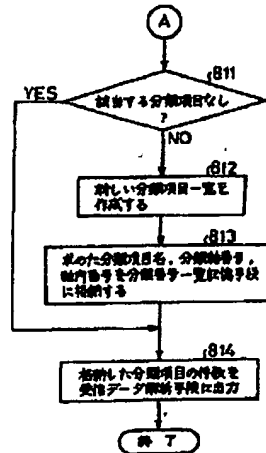 A
811
YES
該当する分類項目なし
?
NO
812
新しい分類項目一覧を
作成する
813
求めた分類項目名，分類軸番号，
軸内番号を分類番号一覧記憶手段
に格納する
814
格納した分類項目の件数を
受信データ解析手段に出力
終了